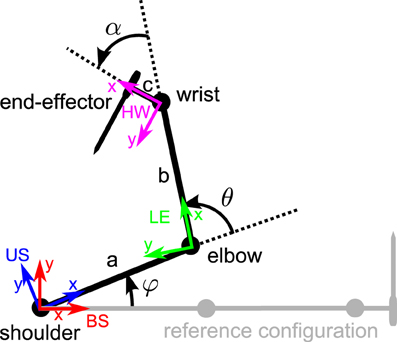 α
x
c
wrist
end-effector
HW
y
b
θ
LE
x
US
y
y
a
elbow
y
x
φ
x
BS
shoulder
reference configuration